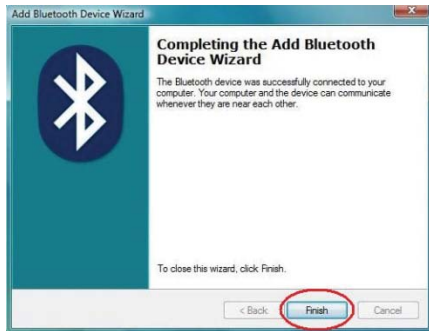 Add Bluetooth Device Wizard
Completing the Add Bluetooth
Device Wizard
The Bluetooth device was successfully connected to your
computer. Your computer and the device can communicate
whenever they are near each other.
To close this wizard, click Finish.
< Back Finish Cancel